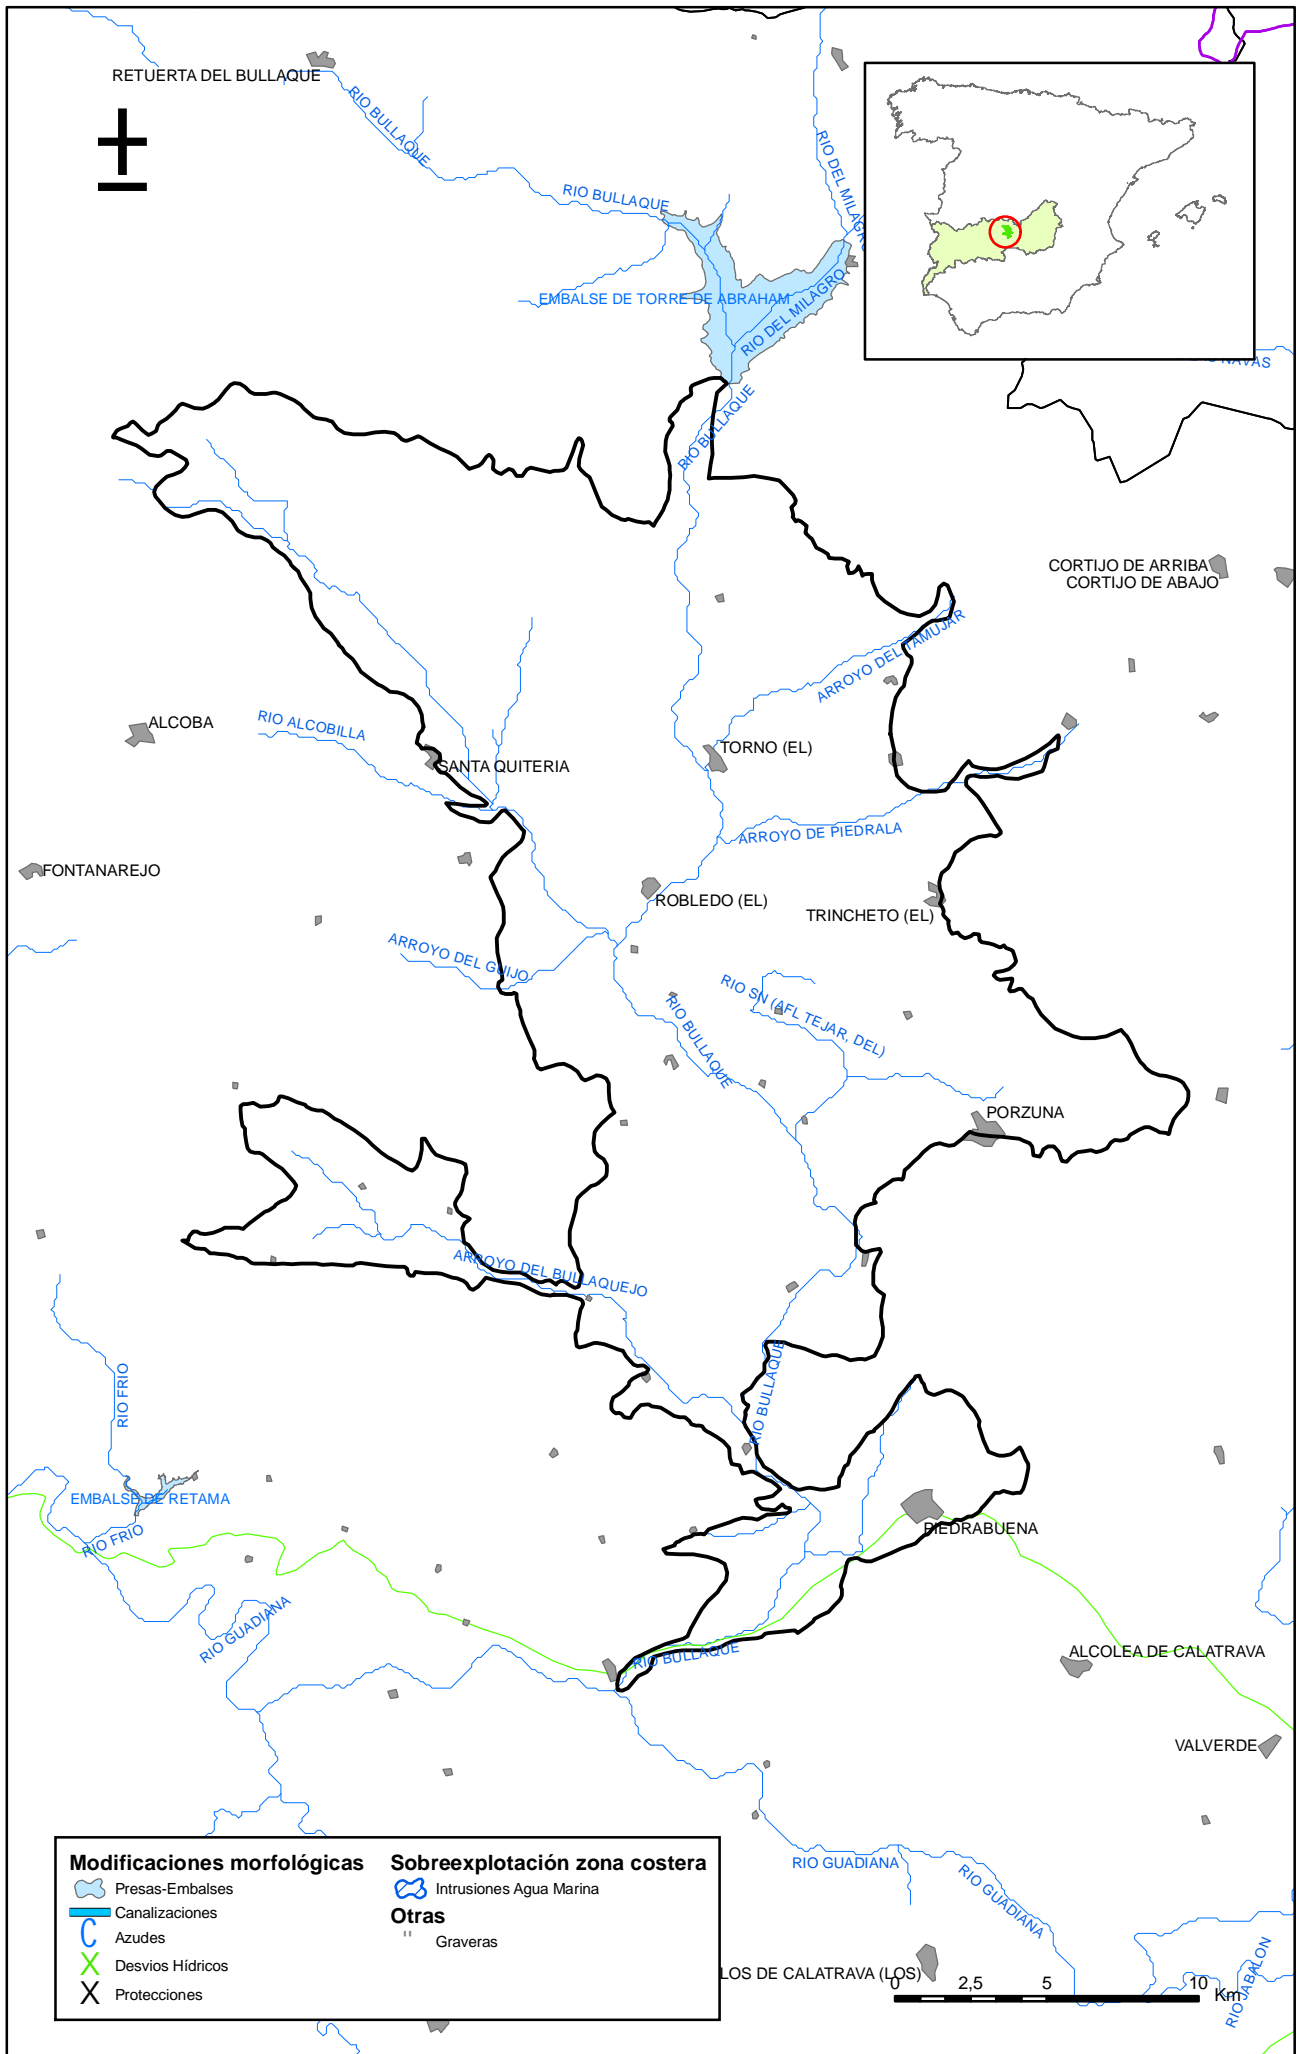 RETUERTA DEL BULLAQUE
RIO BULLAQUE
RIO BULLAQUE
RIO DEL MILAGRO
EMBALSE DE TORRE DE ABRAHAM
RIO DEL MILAGRO
NAVAS
RIO BULLAQUE
CORTIJO DE ARRIBA
CORTIJO DE ABAJO
ARROYO DEL TAMUJAR
ALCOBA
RIO ALCOBILLA
SANTA QUITERIA
TORNO (EL)
ARROYO DE PIEDRALA
FONTANAREJO
ROBLEDO (EL)
TRINCHETO (EL)
ARROYO DEL GUIJO
RIO SN (AFL TEJAR, DEL)
RIO BULLAQUE
PORZUNA
ARROYO DEL BULLAQUEJO
RIO FRIO
RIO BULLAQUE
EMBALSE DE RETAMA
RIO FRIO
PIEDRABUENA
RIO GUADIANA
RIO BULLAQUE
ALCOLEA DE CALATRAVA
VALVERDE
RIO GUADIANA
RIO GUADIANA
RIO JABALON
LOS DE CALATRAVA (LOS)
0 2,5 5 10
Km
Modificaciones morfológicas
Presas-Embalses
Canalizaciones
Azudes
Desvios Hídricos
Protecciones
Sobreexplotación zona costera
Intrusiones Agua Marina
Otras
Graveras